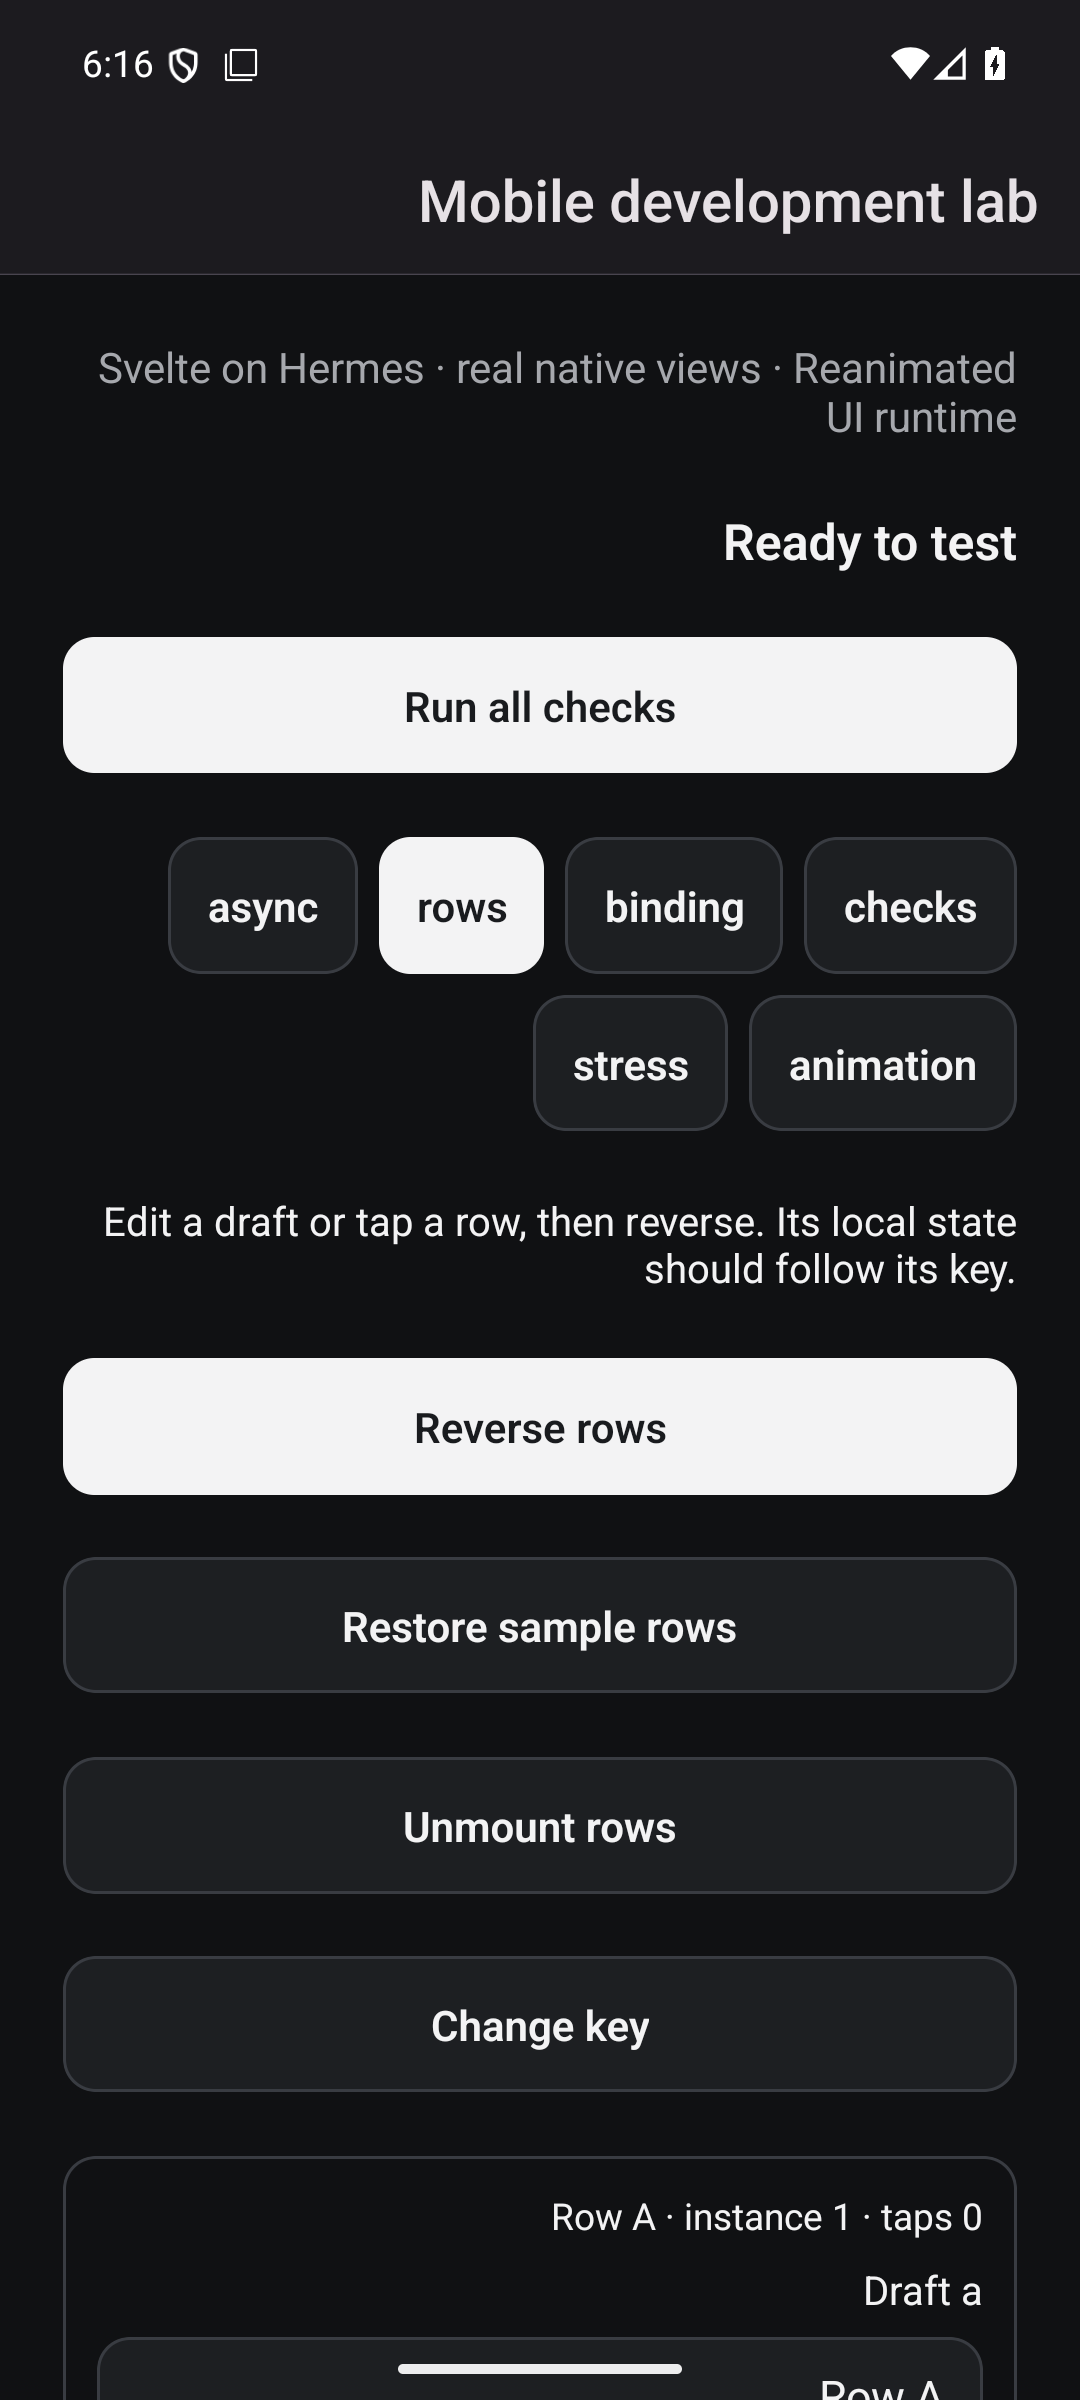 6:16
Mobile development lab
Svelte on Hermes · real native views · Reanimated
UI runtime
Ready to test
Run all checks
async rows binding checks
stress animation
Edit a draft or tap a row, then reverse. Its local state
should follow its key.
Reverse rows
Restore sample rows
Unmount rows
Change key
Row A · instance 1 · taps 0
Draft a
Row A